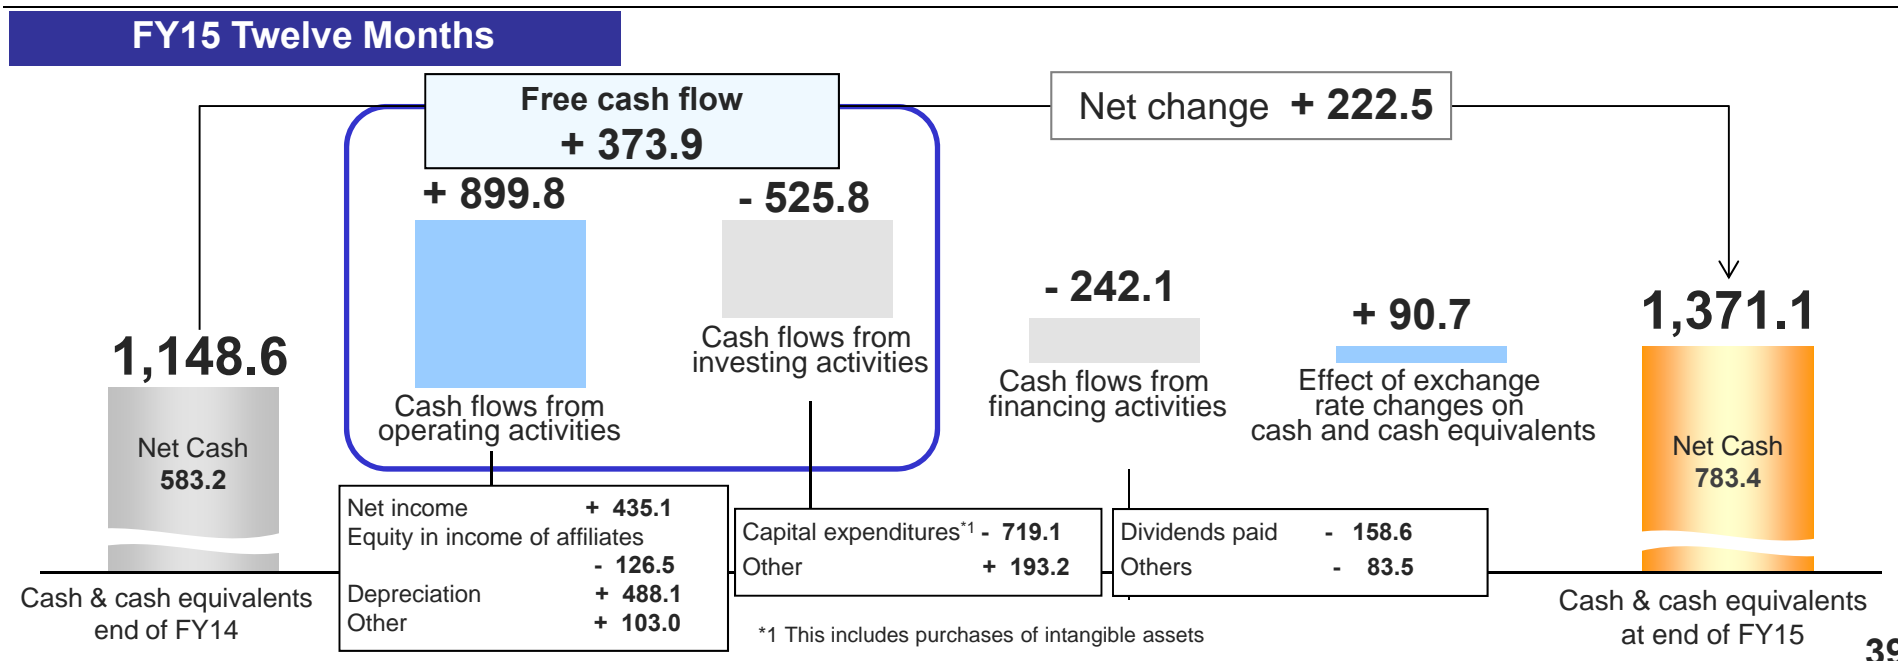 FY15 Twelve Months
Free cash flow
+ 373.9
Net change + 222.5
+ 899.8
- 525.8
- 242.1
+ 90.7
1,148.6
1,371.1
Cash flows from
operating activities
Cash flows from
investing activities
Cash flows from
financing activities
Effect of exchange
rate changes on
cash and cash equivalents
Net Cash
583.2
Net Cash
783.4
Net income + 435.1
Equity in income of affiliates
- 126.5
Depreciation + 488.1
Other + 103.0
Capital expenditures*1 - 719.1
Other + 193.2
Dividends paid - 158.6
Others - 83.5
Cash & cash equivalents
end of FY14
*1 This includes purchases of intangible assets
Cash & cash equivalents
at end of FY15
39